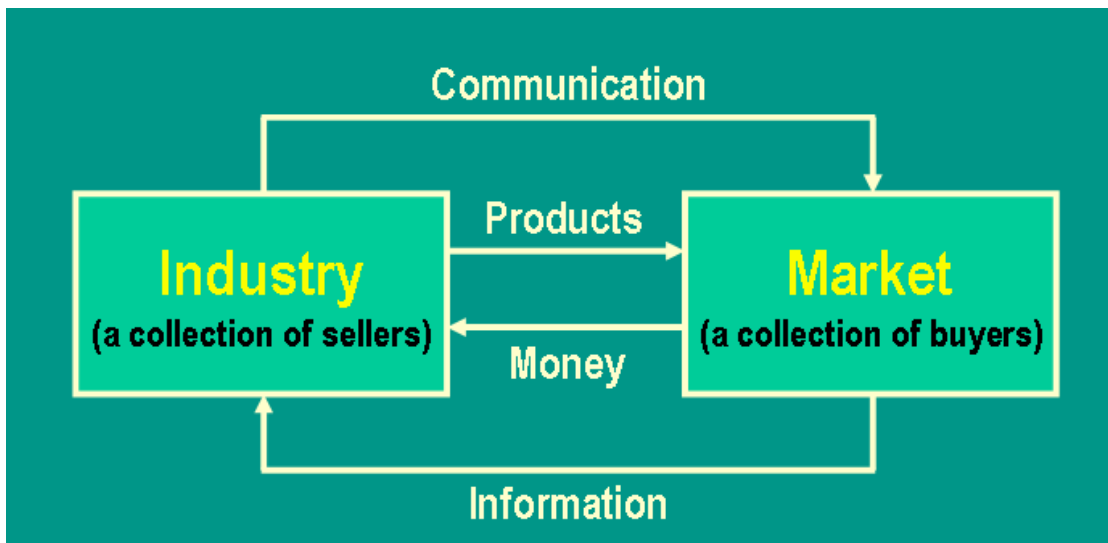 Communication
Products
Industry
(a collection of sellers)
Market
(a collection of buyers)
Money
Information